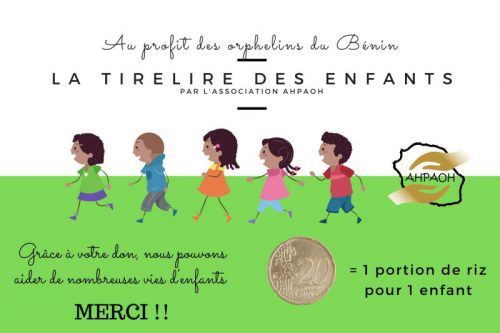 Au profit des orphelins du Bénin
LA TIRELIRE DES ENFANTS
PAR L'ASSOCIATION AHPAOH
AHPAOH
Grâce à votre don, nous pouvons
aider de nombreuses vies d'enfants
MERCI !!
20
CENT
= 1 portion de riz
pour 1 enfant